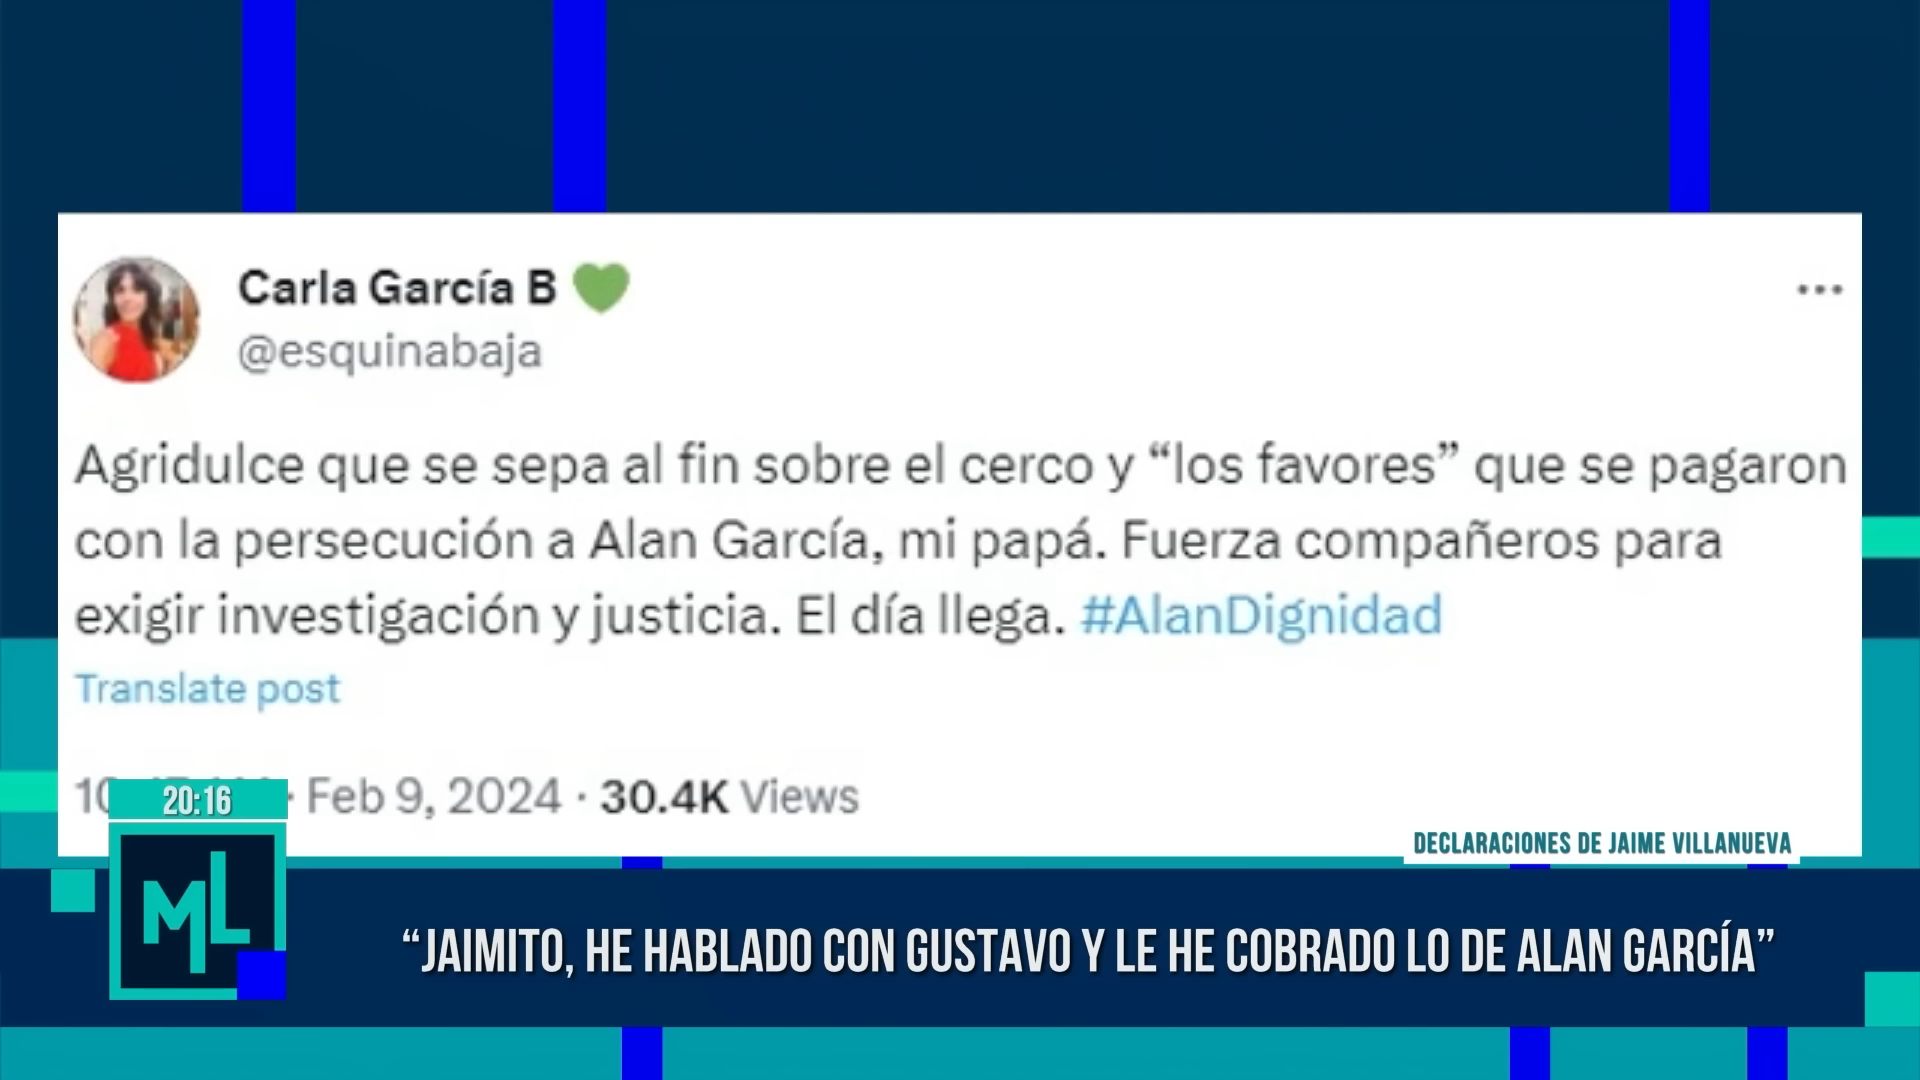 Carla García B
@esquinabaja
Agridulce que se sepa al fin sobre el cerco y “los favores” que se pagaron
con la persecución a Alan García, mi papá. Fuerza compañeros para
exigir investigación y justicia. El día llega. #AlanDignidad
Translate post
· Feb 9, 2024 · 30.4K Views
20:16
DECLARACIONES DE JAIME VILLANUEVA
ML
“JAIMITO, HE HABLADO CON GUSTAVO Y LE HE COBRADO LO DE ALAN GARCÍA”